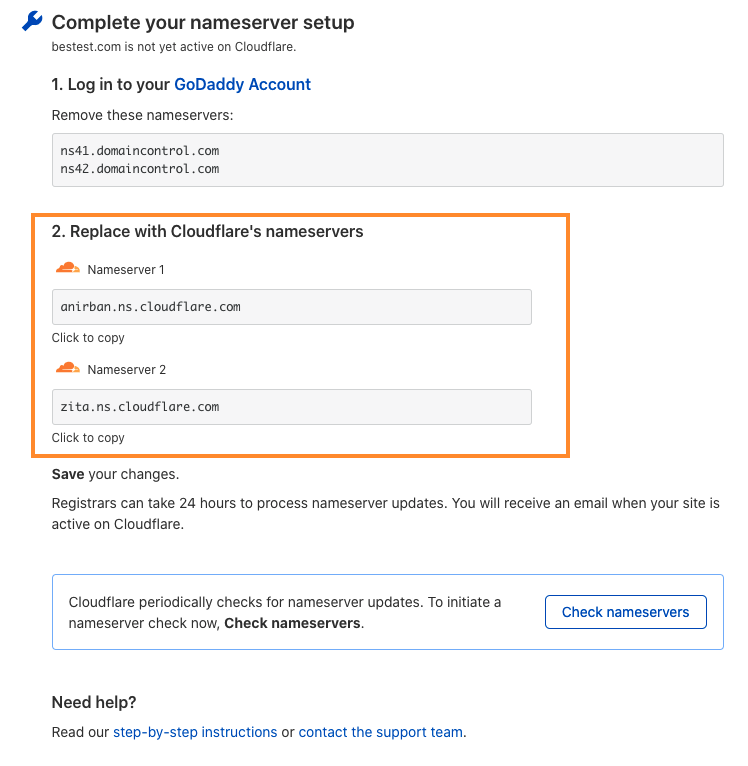 Complete your nameserver setup
bestest.com is not yet active on Cloudflare.
1. Log in to your GoDaddy Account
Remove these nameservers:
ns41.domaincontrol.com
ns42.domaincontrol.com
2. Replace with Cloudflare's nameservers
Nameserver 1
anirban.ns.cloudflare.com
Click to copy
Nameserver 2
zita.ns.cloudflare.com
Click to copy
Save your changes.
Registrars can take 24 hours to process nameserver updates. You will receive an email when your site is
active on Cloudflare.
Cloudflare periodically checks for nameserver updates. To initiate a
nameserver check now, Check nameservers.
Check nameservers
Need help?
Read our step-by-step instructions or contact the support team.